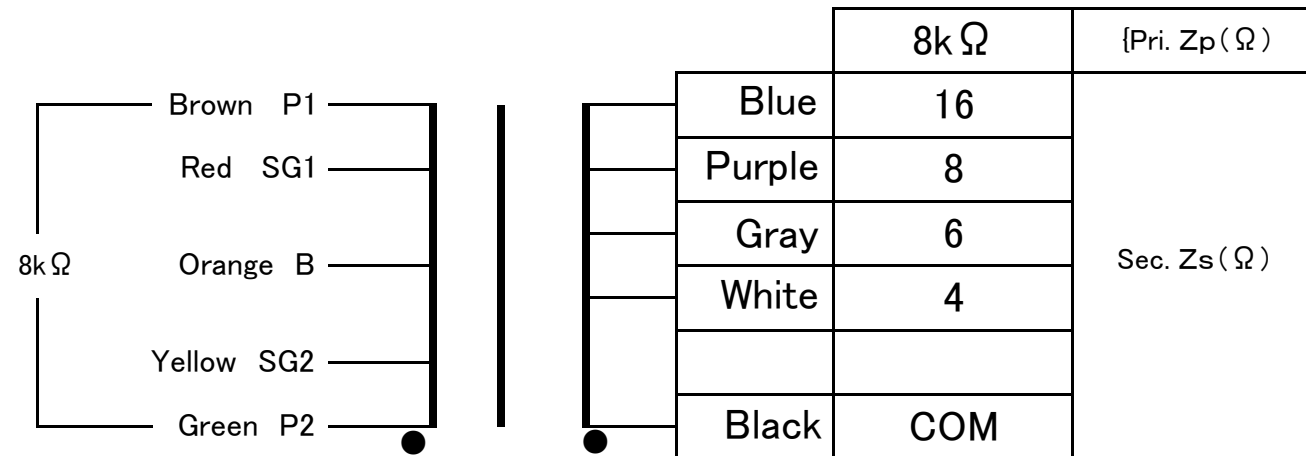 8kΩ {Pri. Zp(Ω)
Brown P1
Blue 16
Red SG1
Purple 8
Gray 6
8kΩ
Orange B
Sec. Zs(Ω)
White 4
Yellow SG2
Green P2
Black COM